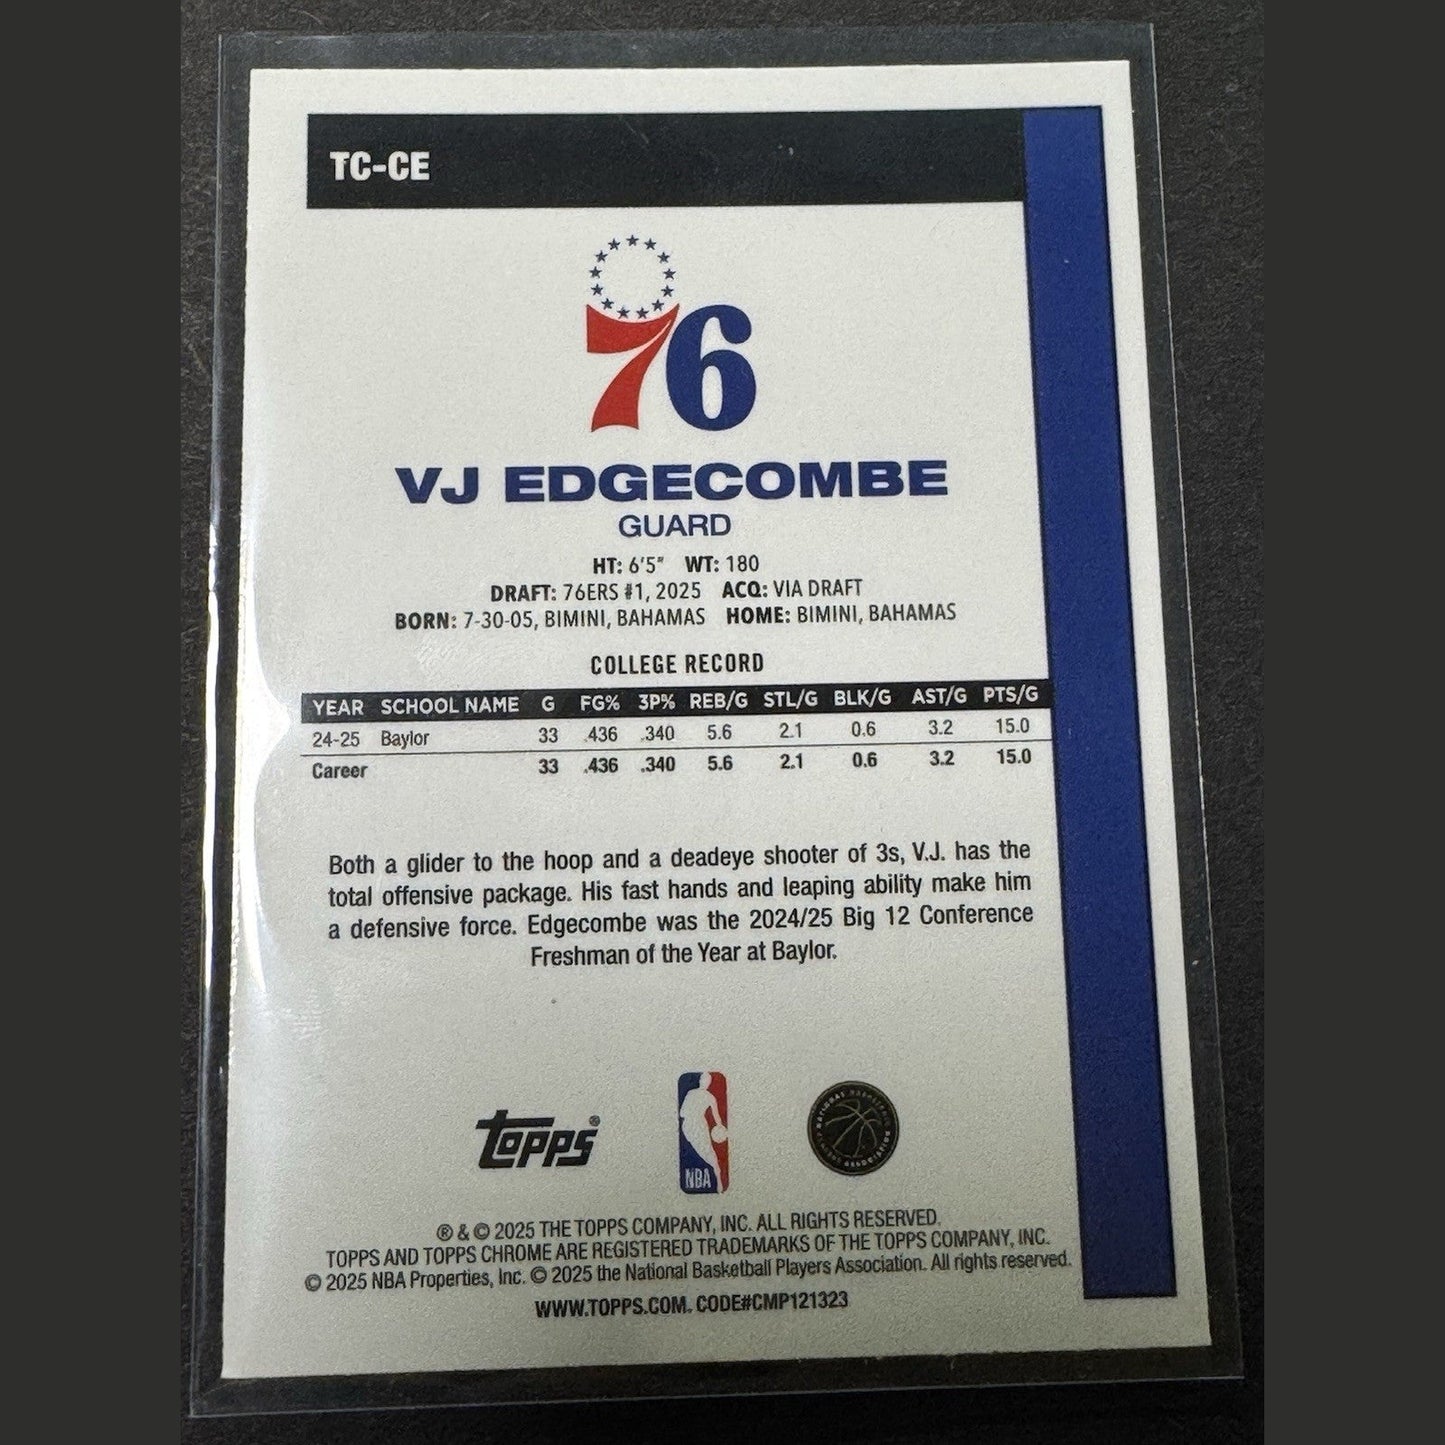 TC-CE
76
VJ EDGECOMBE
GUARD
HT: 6'5" WT: 180
DRAFT: 76ERS #1, 2025 ACQ: VIA DRAFT
BORN: 7-30-05, BIMINI, BAHAMAS HOME: BIMINI, BAHAMAS
COLLEGE RECORD
YEAR SCHOOL NAME G FG% 3P% REB/G STL/G BLK/G AST/G PTS/G
24-25 Baylor 33 .436 .340 5.6 2.1 0.6 3.2 15.0
Career 33 .436 .340 5.6 2.1 0.6 3.2 15.0
Both a glider to the hoop and a deadeye shooter of 3s, V.J. has the
total offensive package. His fast hands and leaping ability make him
a defensive force. Edgecombe was the 2024/25 Big 12 Conference
Freshman of the Year at Baylor.
topps®
NBA
NATIONAL BASKETBALL PLAYERS ASSOCIATION
® & © 2025 THE TOPPS COMPANY, INC. ALL RIGHTS RESERVED.
TOPPS AND TOPPS CHROME ARE REGISTERED TRADEMARKS OF THE TOPPS COMPANY, INC.
© 2025 NBA Properties, Inc. © 2025 the National Basketball Players Association. All rights reserved.
WWW.TOPPS.COM. CODE#CMP121323